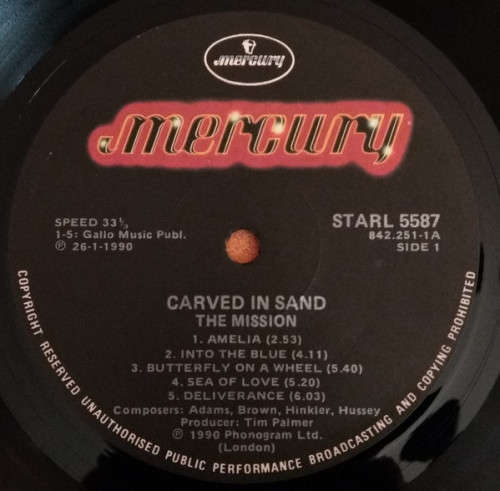 mercury
mercury
SPEED 33⅓
1-5: Gallo Music Publ.
℗ 26-1-1990
STARL 5587
842.251-1A
SIDE 1
CARVED IN SAND
THE MISSION
1. AMELIA (2.53)
2. INTO THE BLUE (4.11)
3. BUTTERFLY ON A WHEEL (5.40)
4. SEA OF LOVE (5.20)
5. DELIVERANCE (6.03)
Composers: Adams, Brown, Hinkler, Hussey
Producer: Tim Palmer
℗ 1990 Phonogram Ltd.
(London)
COPYRIGHT RESERVED UNAUTHORISED PUBLIC PERFORMANCE BROADCASTING AND COPYING PROHIBITED